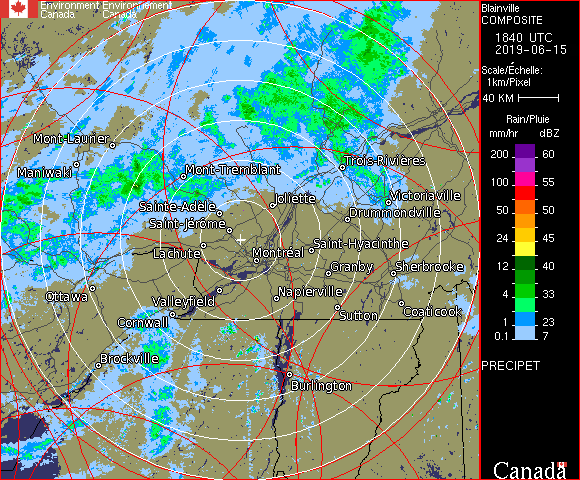 Environment Environnement
Canada Canada
Blainville
COMPOSITE
1840 UTC
2019-06-15
Scale/Échelle:
1km/Pixel
40 KM
Rain/Pluie
mm/hr dBZ
200 60
100 55
50 50
24 45
12 40
4 33
1 23
0.1 7
PRECIPET
Canada
Mont-Laurier
Maniwaki
Mont-Tremblant
Trois-Rivières
Victoriaville
Sainte-Adele
Joliette
Drummondville
Saint-Jérôme
Lachute
Montréal
Saint-Hyacinthe
Granby
Sherbrooke
Ottawa
Valleyfield
Napierville
Cornwall
Sutton
Coaticook
Brockville
Burlington